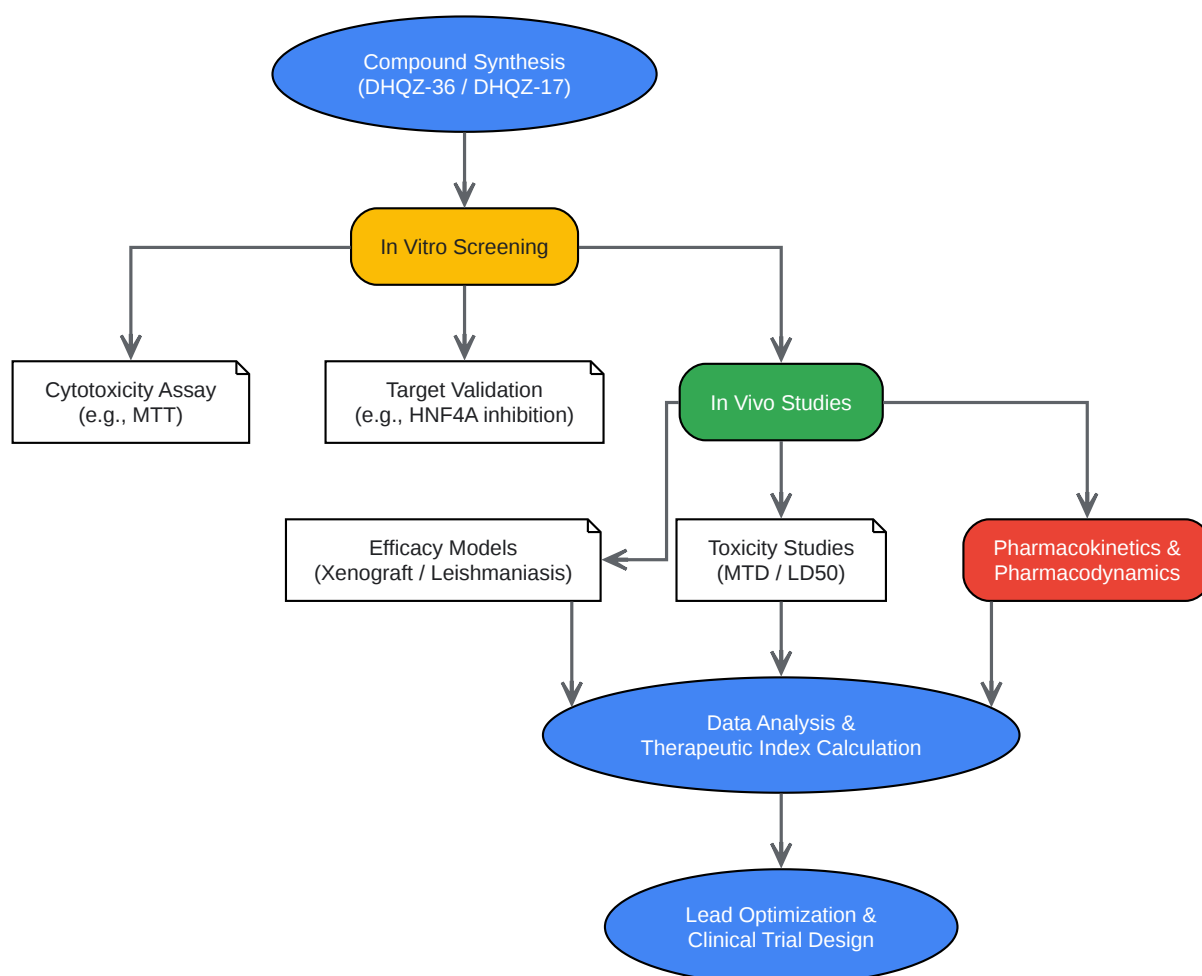 Compound Synthesis
(DHQZ-36 / DHQZ-17)
In Vitro Screening
Cytotoxicity Assay
(e.g., MTT)
Target Validation
(e.g., HNF4A inhibition)
In Vivo Studies
Efficacy Models
(Xenograft / Leishmaniasis)
Toxicity Studies
(MTD / LD50)
Pharmacokinetics &
Pharmacodynamics
Data Analysis &
Therapeutic Index Calculation
Lead Optimization &
Clinical Trial Design